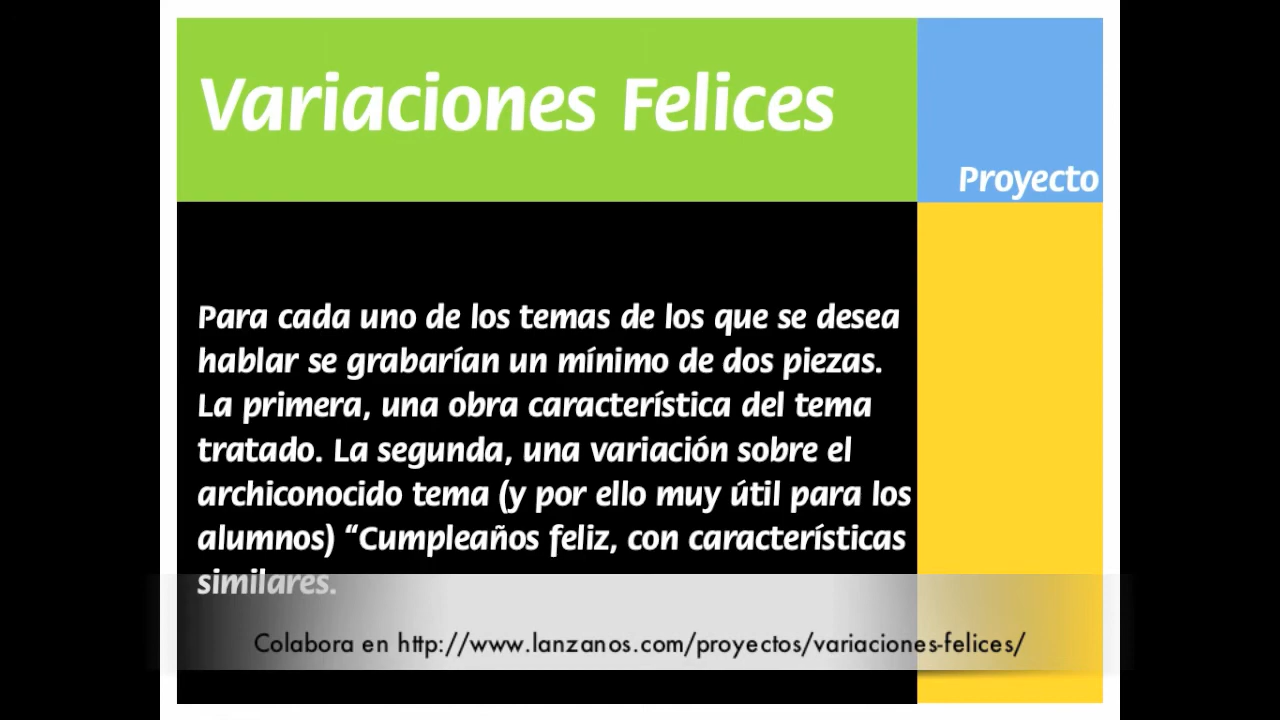 Variaciones Felices
Proyecto
Para cada uno de los temas de los que se desea
hablar se grabarían un mínimo de dos piezas.
La primera, una obra característica del tema
tratado. La segunda, una variación sobre el
archiconocido tema (y por ello muy útil para los
alumnos) “Cumpleaños feliz, con características
similares.
Colabora en http://www.lanzanos.com/proyectos/variaciones-felices/